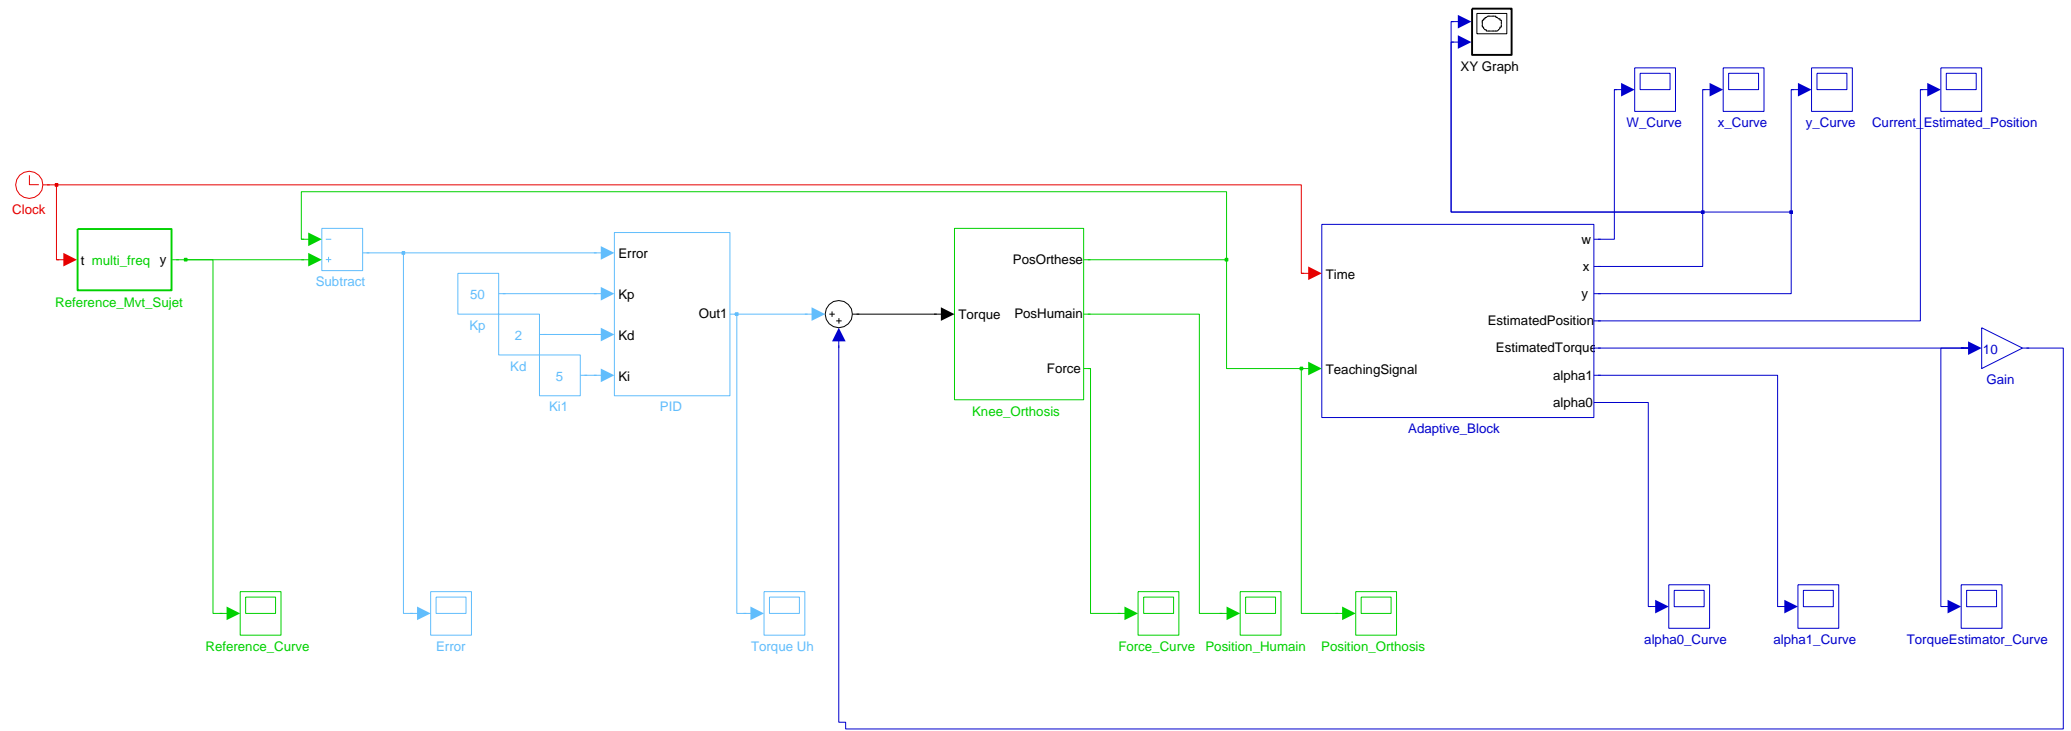 XY Graph
W_Curve
x_Curve
y_Curve
Current_Estimated_Position
Clock
t multi_freq y
Reference_Mvt_Sujet
−
+
Subtract
Error
Kp
Kd
Ki
Out1
PID
50
Kp
2
Kd
5
Ki1
+
+
Torque
PosOrthese
PosHumain
Force
Knee_Orthosis
Time
TeachingSignal
w
x
y
EstimatedPosition
EstimatedTorque
alpha1
alpha0
Adaptive_Block
10
Gain
Reference_Curve
Error
Torque Uh
Force_Curve
Position_Humain
Position_Orthosis
alpha0_Curve
alpha1_Curve
TorqueEstimator_Curve